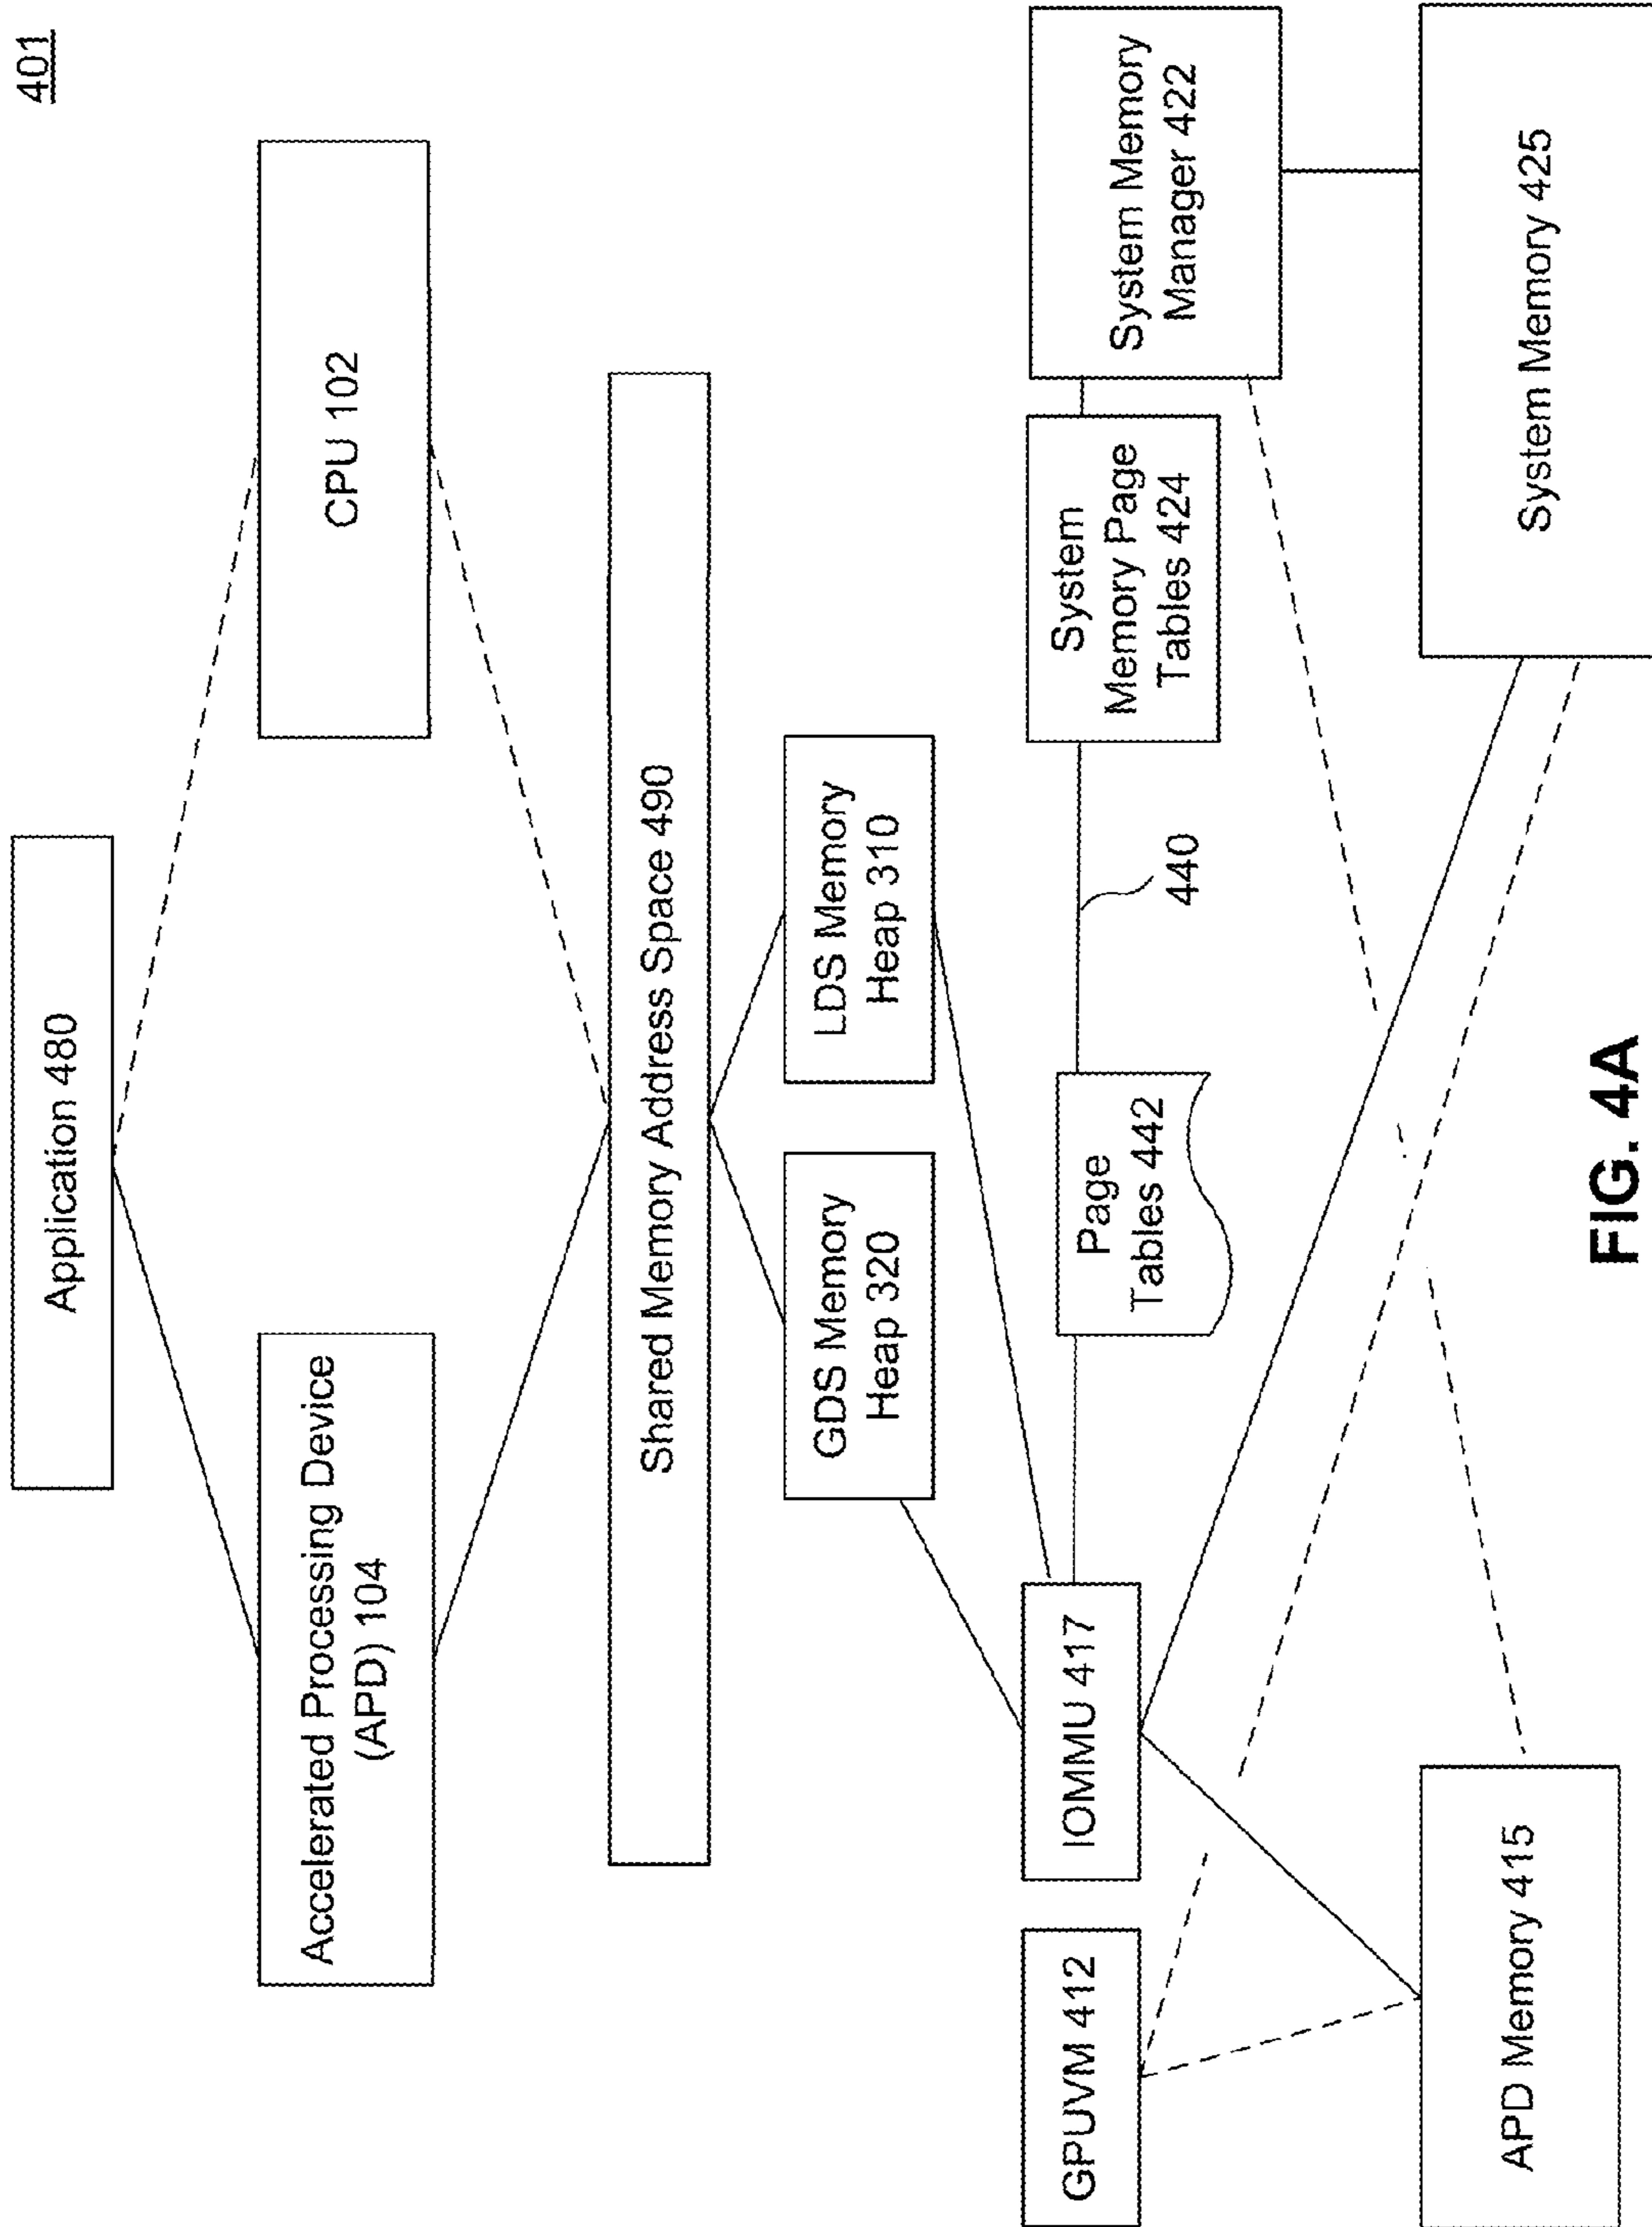 401
Application 480
Accelerated Processing Device
(APD) 104
CPU 102
Shared Memory Address Space 490
GDS Memory
Heap 320
LDS Memory
Heap 310
GPUVM 412
IOMMU 417
Page
Tables 442
440
System
Memory Page
Tables 424
System Memory
Manager 422
APD Memory 415
System Memory 425
FIG. 4A